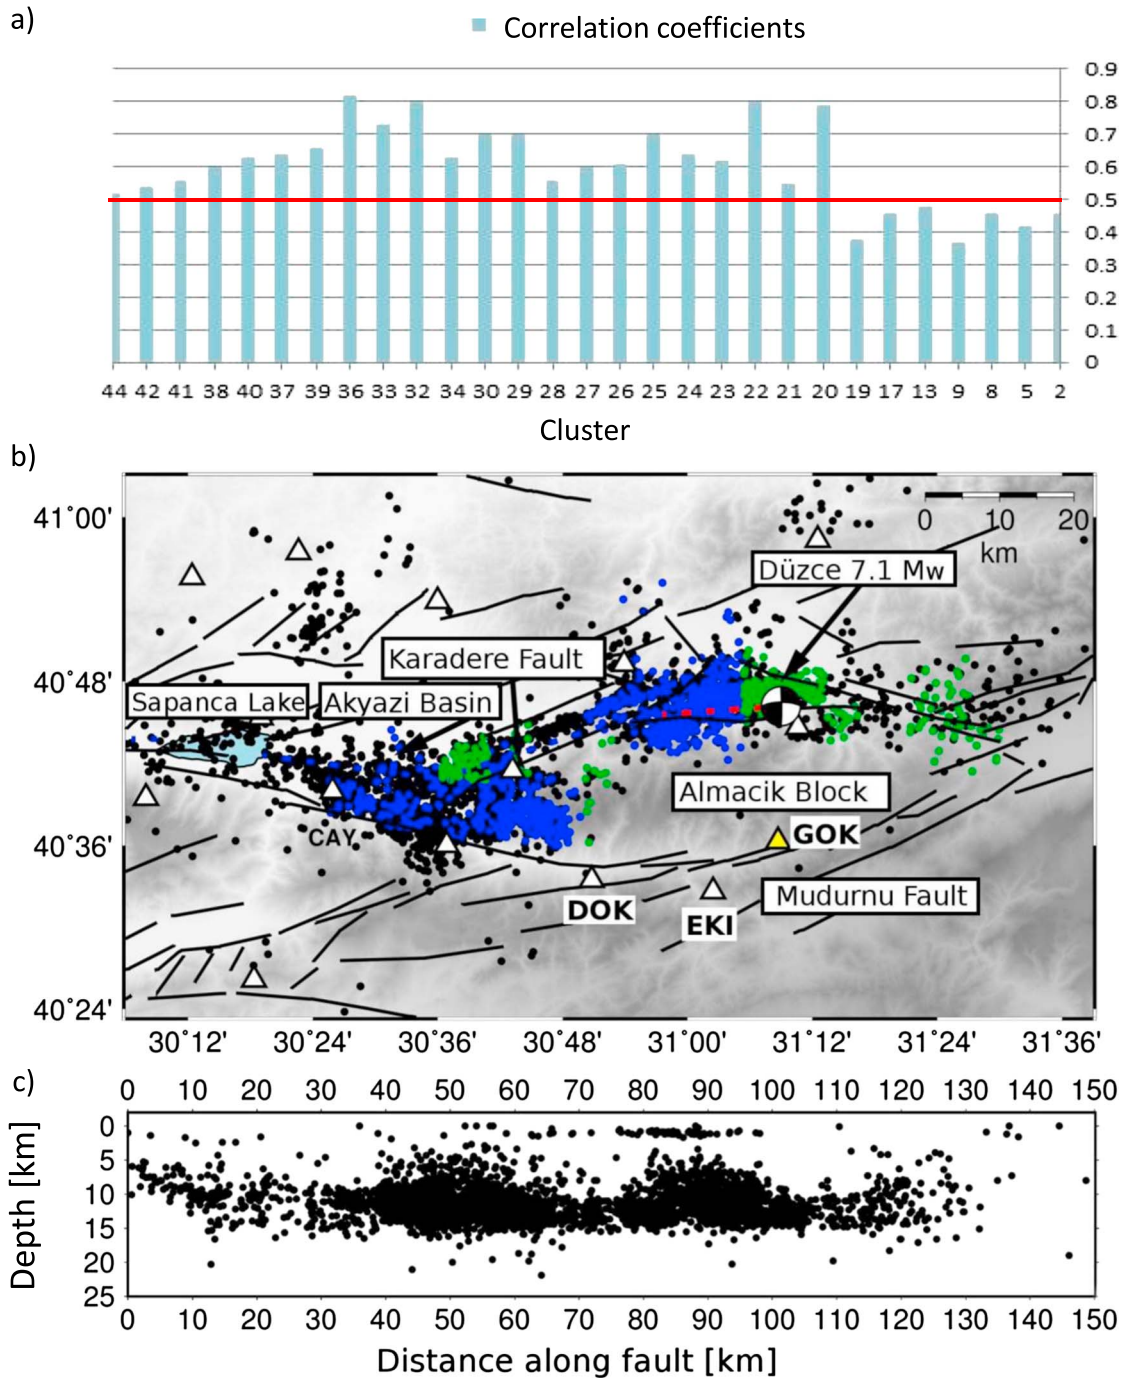 a)
Correlation coefficients
0.9
0.8
0.7
0.6
0.5
0.4
0.3
0.2
0.1
0
44 42 41 38 40 37 39 36 33 32 34 30 29 28 27 26 25 24 23 22 21 20 19 17 13 9 8 5 2
Cluster
b)
41°00'
40°48'
40°36'
40°24'
0 10 20
km
Düzce 7.1 Mw
Karadere Fault
Sapanca Lake
Akyazi Basin
Almacik Block
CAY
GOK
DOK
EKI
Mudurnu Fault
30°12' 30°24' 30°36' 30°48' 31°00' 31°12' 31°24' 31°36'
c)
0 10 20 30 40 50 60 70 80 90 100 110 120 130 140 150
Depth [km]
0
5
10
15
20
25
0 10 20 30 40 50 60 70 80 90 100 110 120 130 140 150
Distance along fault [km]